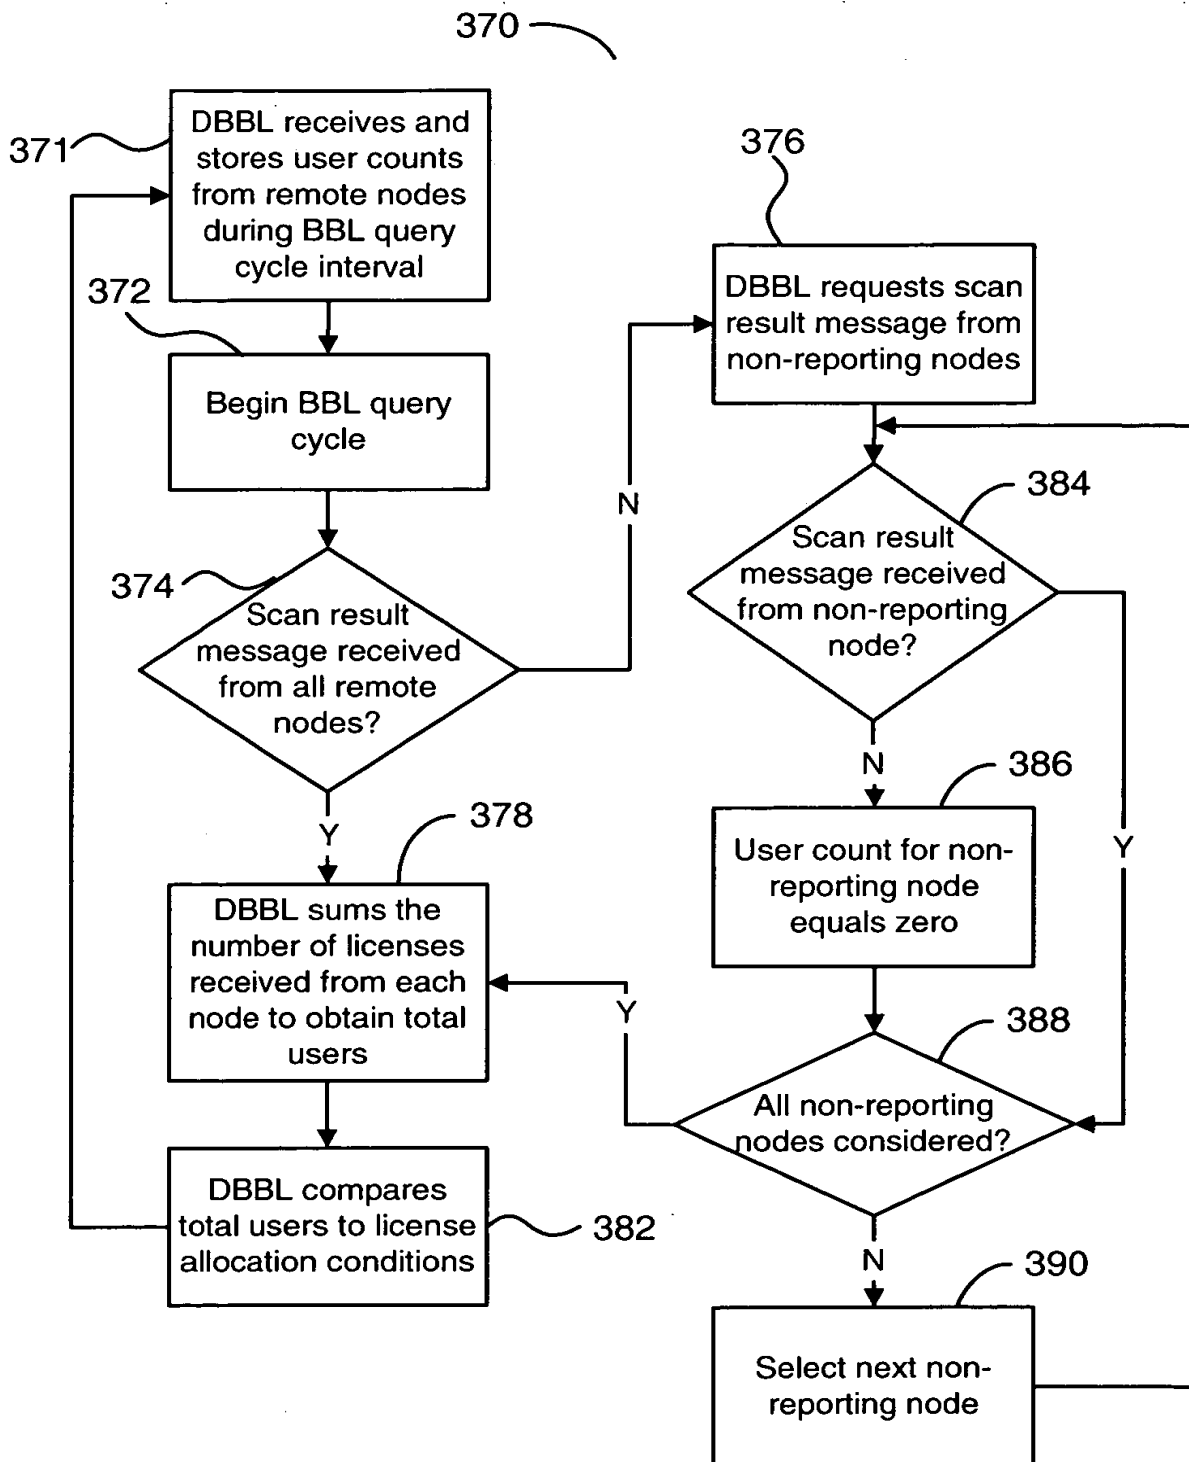 370
371
DBBL receives and
stores user counts
from remote nodes
during BBL query
cycle interval
372
Begin BBL query
cycle
374
Scan result
message received
from all remote
nodes?
N
Y
378
DBBL sums the
number of licenses
received from each
node to obtain total
users
DBBL compares
total users to license
allocation conditions
382
376
DBBL requests scan
result message from
non-reporting nodes
384
Scan result
message received
from non-reporting
node?
N
Y
386
User count for non-
reporting node
equals zero
388
All non-reporting
nodes considered?
Y
N
390
Select next non-
reporting node